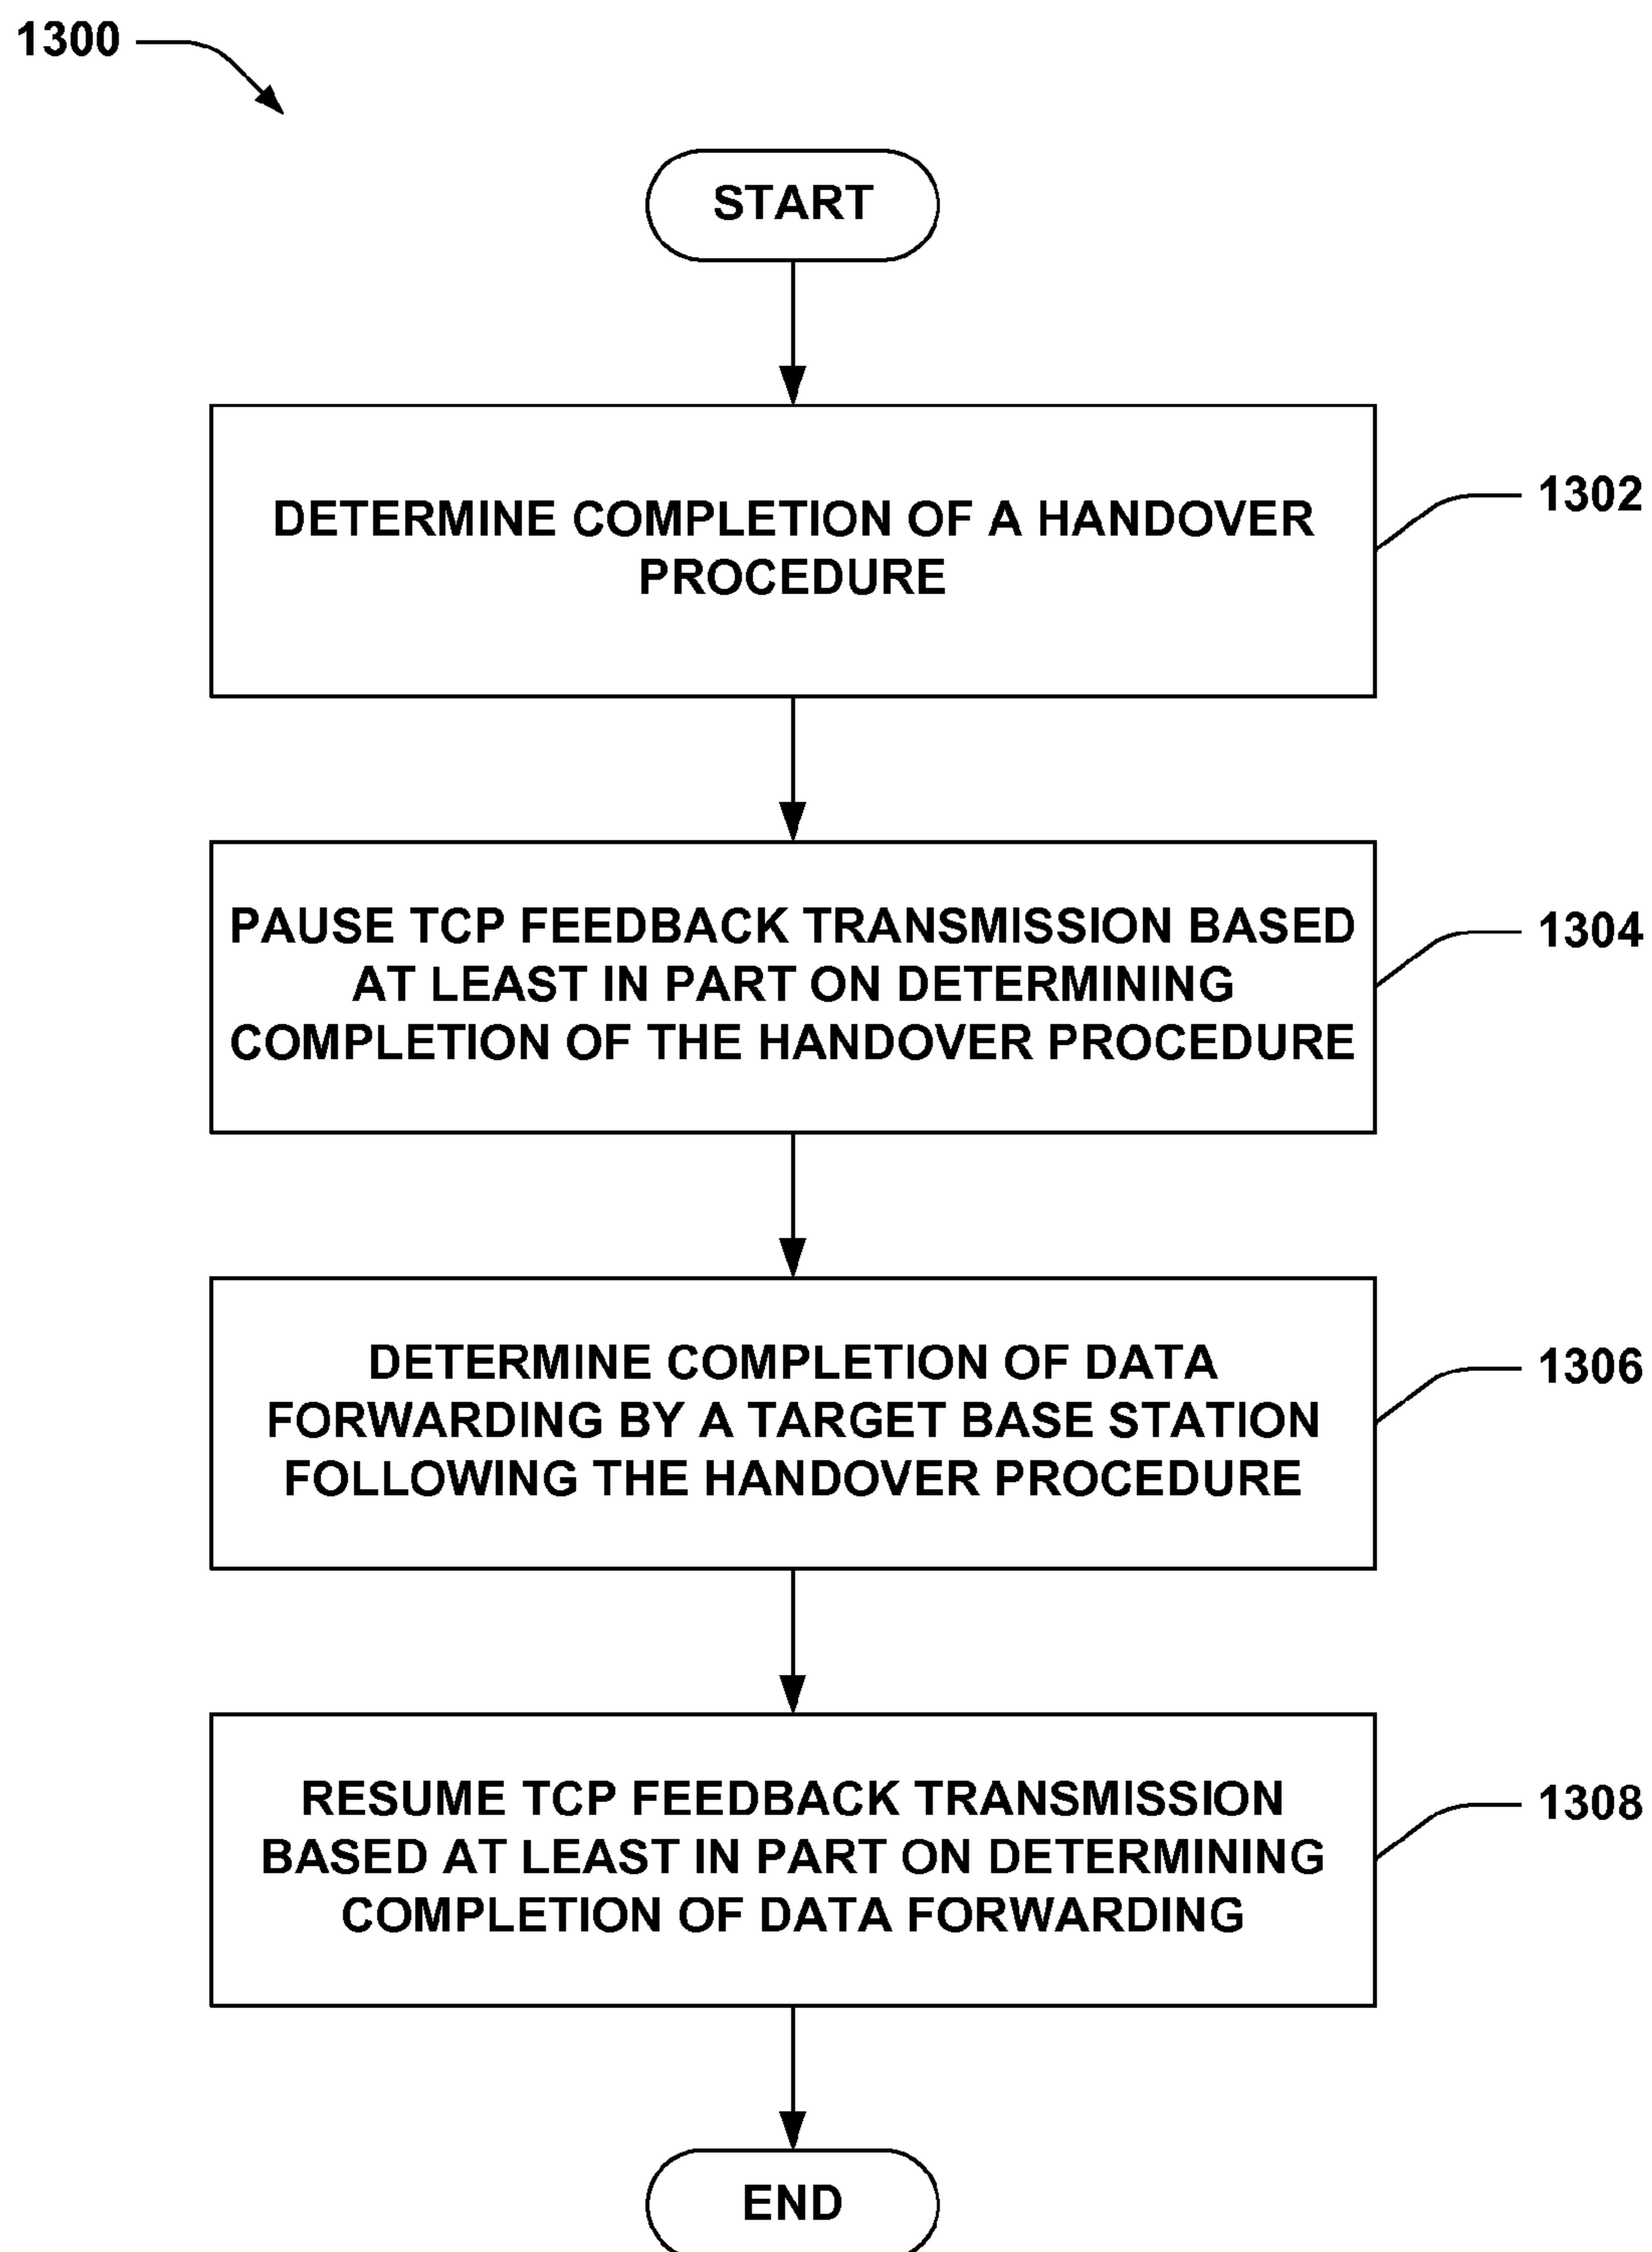 1300
START
DETERMINE COMPLETION OF A HANDOVER
PROCEDURE
1302
PAUSE TCP FEEDBACK TRANSMISSION BASED
AT LEAST IN PART ON DETERMINING
COMPLETION OF THE HANDOVER PROCEDURE
1304
DETERMINE COMPLETION OF DATA
FORWARDING BY A TARGET BASE STATION
FOLLOWING THE HANDOVER PROCEDURE
1306
RESUME TCP FEEDBACK TRANSMISSION
BASED AT LEAST IN PART ON DETERMINING
COMPLETION OF DATA FORWARDING
1308
END